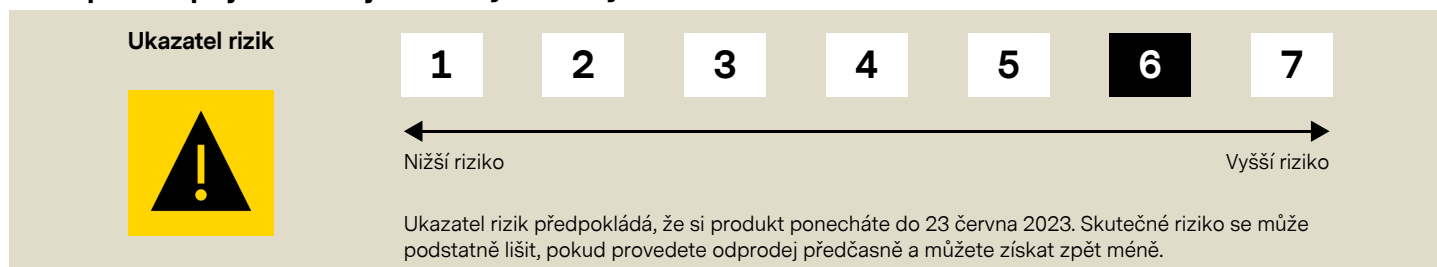 Ukazatel rizik
1 2 3 4 5 6 7
Nižší riziko Vyšší riziko
Ukazatel rizik předpokládá, že si produkt ponecháte do 23 června 2023. Skutečné riziko se může
podstatně lišit, pokud provedete odprodej předčasně a můžete získat zpět méně.